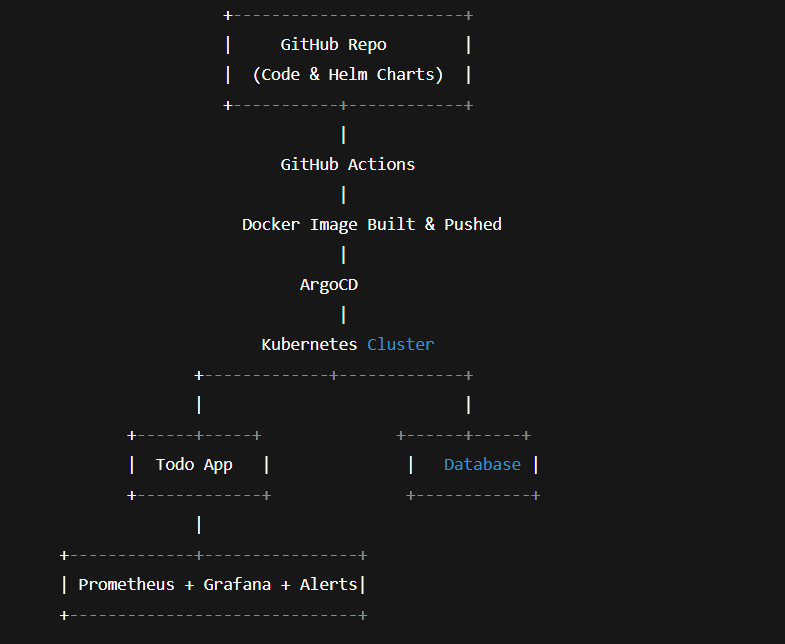 GitHub Repo
(Code & Helm Charts)
GitHub Actions
Docker Image Built & Pushed
ArgoCD
Kubernetes Cluster
Todo App Database
Prometheus + Grafana + Alerts